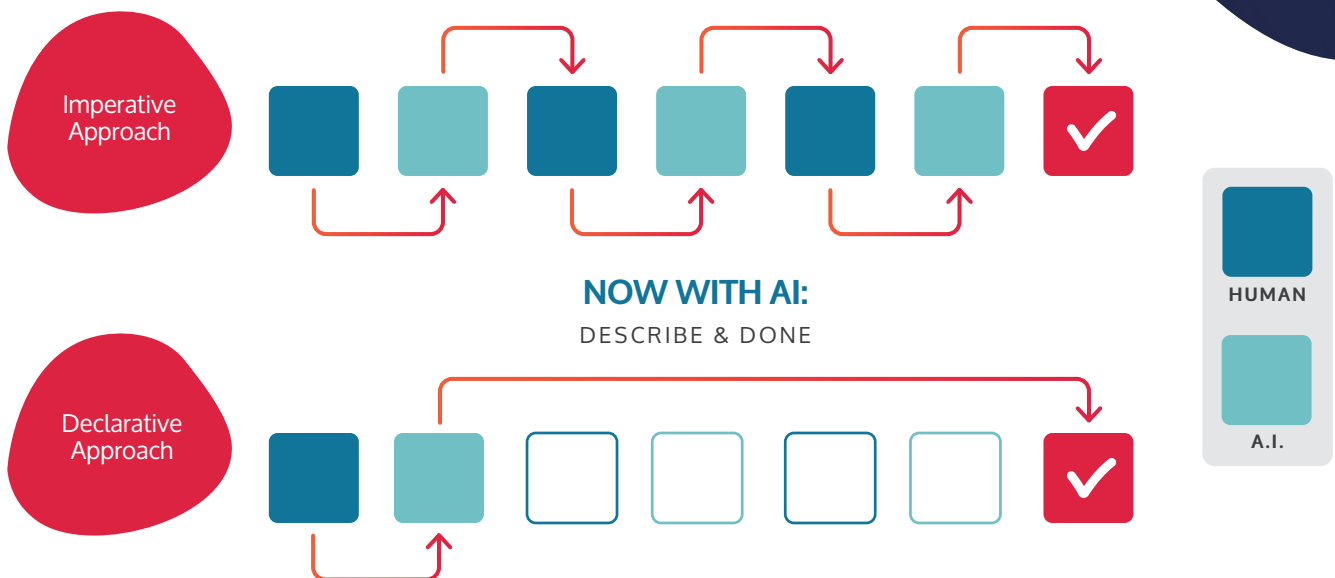 Imperative
Approach
NOW WITH AI:
DESCRIBE & DONE
HUMAN
A.I.
Declarative
Approach